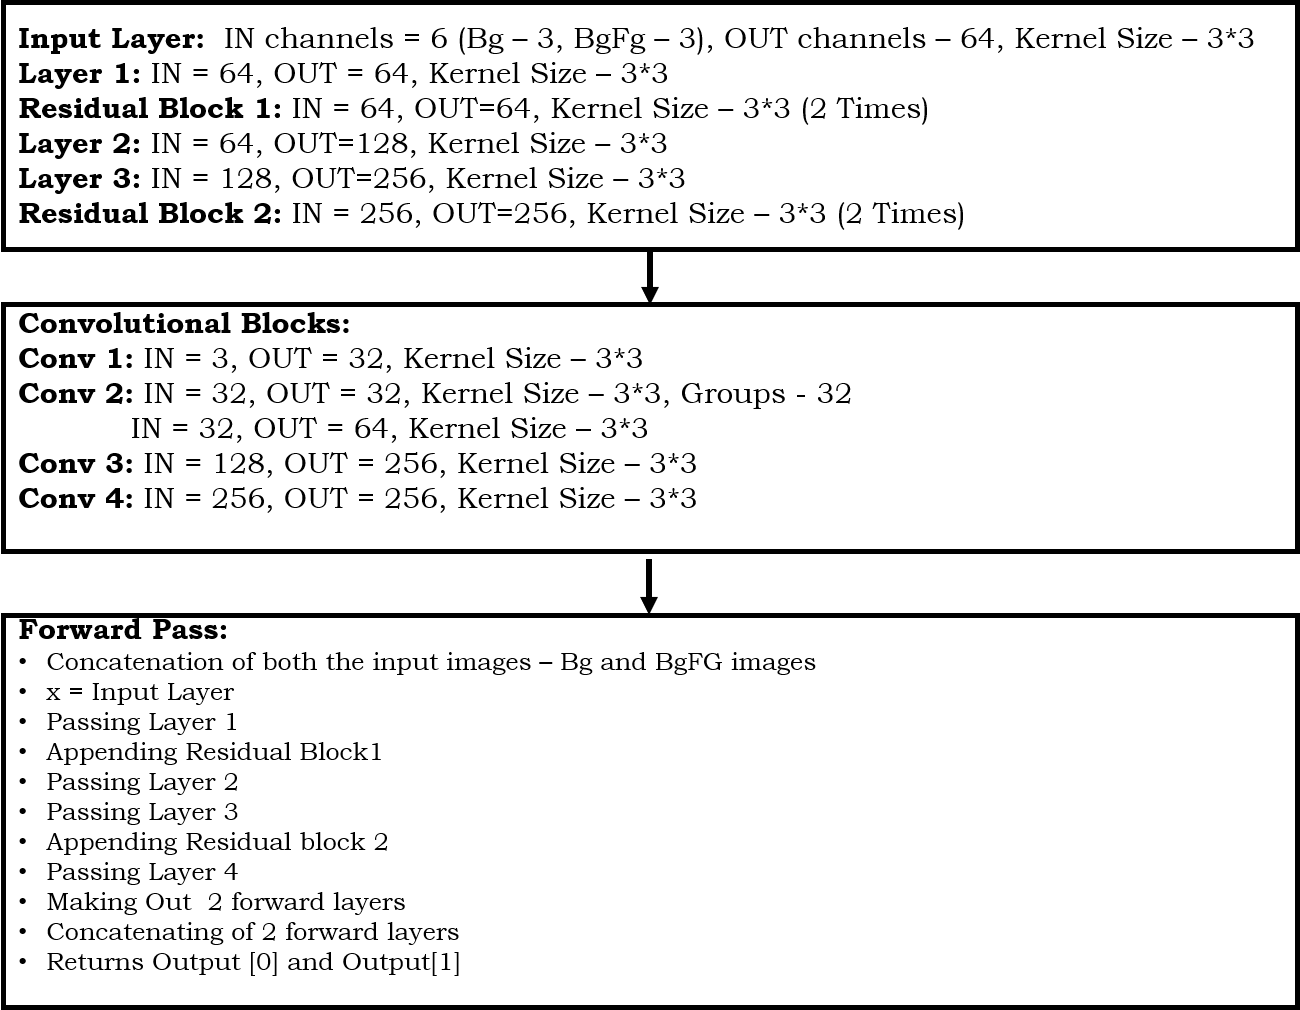 Input Layer: IN channels = 6 (Bg – 3, BgFg – 3), OUT channels – 64, Kernel Size – 3*3
Layer 1: IN = 64, OUT = 64, Kernel Size – 3*3
Residual Block 1: IN = 64, OUT=64, Kernel Size – 3*3 (2 Times)
Layer 2: IN = 64, OUT=128, Kernel Size – 3*3
Layer 3: IN = 128, OUT=256, Kernel Size – 3*3
Residual Block 2: IN = 256, OUT=256, Kernel Size – 3*3 (2 Times)
Convolutional Blocks:
Conv 1: IN = 3, OUT = 32, Kernel Size – 3*3
Conv 2: IN = 32, OUT = 32, Kernel Size – 3*3, Groups - 32
IN = 32, OUT = 64, Kernel Size – 3*3
Conv 3: IN = 128, OUT = 256, Kernel Size – 3*3
Conv 4: IN = 256, OUT = 256, Kernel Size – 3*3
Forward Pass:
• Concatenation of both the input images – Bg and BgFG images
• x = Input Layer
• Passing Layer 1
• Appending Residual Block1
• Passing Layer 2
• Passing Layer 3
• Appending Residual block 2
• Passing Layer 4
• Making Out 2 forward layers
• Concatenating of 2 forward layers
• Returns Output [0] and Output[1]